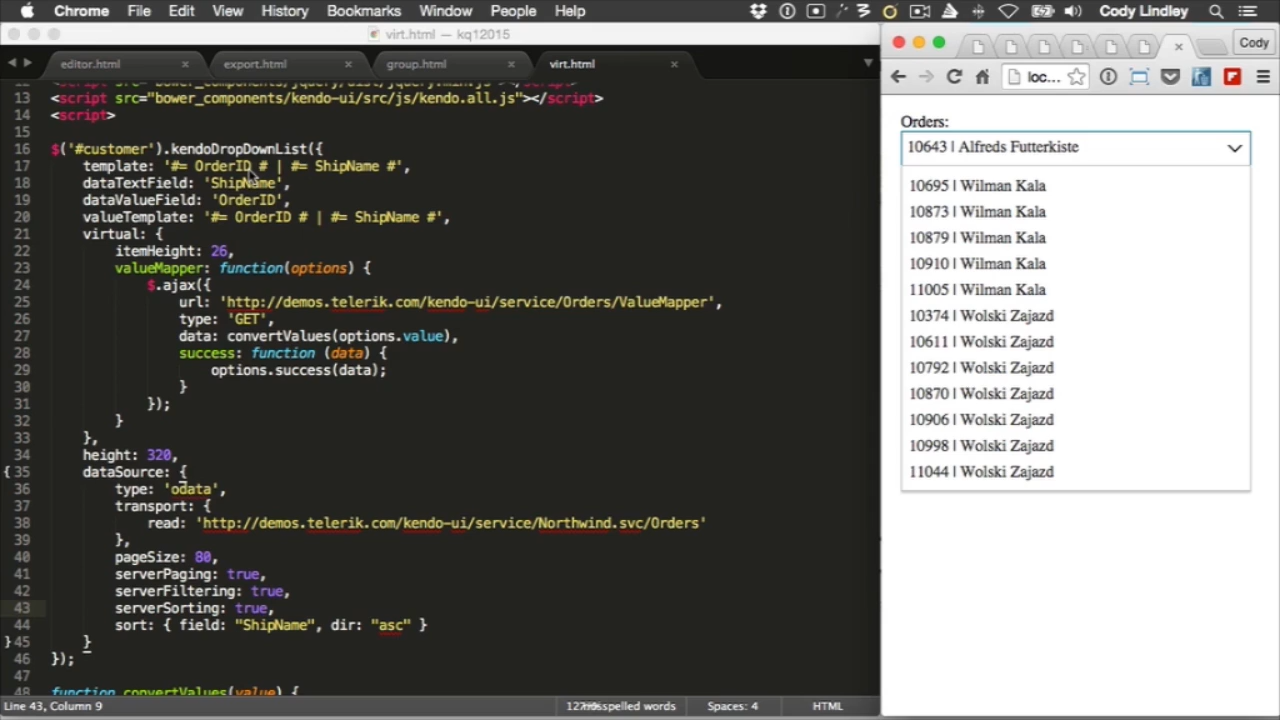 Chrome File Edit View History Bookmarks Window People Help Cody Lindley
virt.html — kq12015
editor.html × export.html × group.html × virt.html ×
Cody
loc...
13 <script src="bower_components/kendo-ui/src/js/kendo.all.js"></script>
14 <script>
15
16 $('#customer').kendoDropDownList({
17 template: '#= OrderID # | #= ShipName #',
18 dataTextField: 'ShipName',
19 dataValueField: 'OrderID',
20 valueTemplate: '#= OrderID # | #= ShipName #',
21 virtual: {
22 itemHeight: 26,
23 valueMapper: function(options) {
24 $.ajax({
25 url: 'http://demos.telerik.com/kendo-ui/service/Orders/ValueMapper',
26 type: 'GET',
27 data: convertValues(options.value),
28 success: function (data) {
29 options.success(data);
30 }
31 });
32 }
33 },
34 height: 320,
{35 dataSource: {
36 type: 'odata',
37 transport: {
38 read: 'http://demos.telerik.com/kendo-ui/service/Northwind.svc/Orders'
39 },
40 pageSize: 80,
41 serverPaging: true,
42 serverFiltering: true,
43 serverSorting: true,
44 sort: { field: "ShipName", dir: "asc" }
}45 }
46 });
47
48 function convertValues(value) {
Line 43, Column 9 misspelled words Spaces: 4 HTML
Orders:
10643 | Alfreds Futterkiste
10695 | Wilman Kala
10873 | Wilman Kala
10879 | Wilman Kala
10910 | Wilman Kala
11005 | Wilman Kala
10374 | Wolski Zajazd
10611 | Wolski Zajazd
10792 | Wolski Zajazd
10870 | Wolski Zajazd
10906 | Wolski Zajazd
10998 | Wolski Zajazd
11044 | Wolski Zajazd